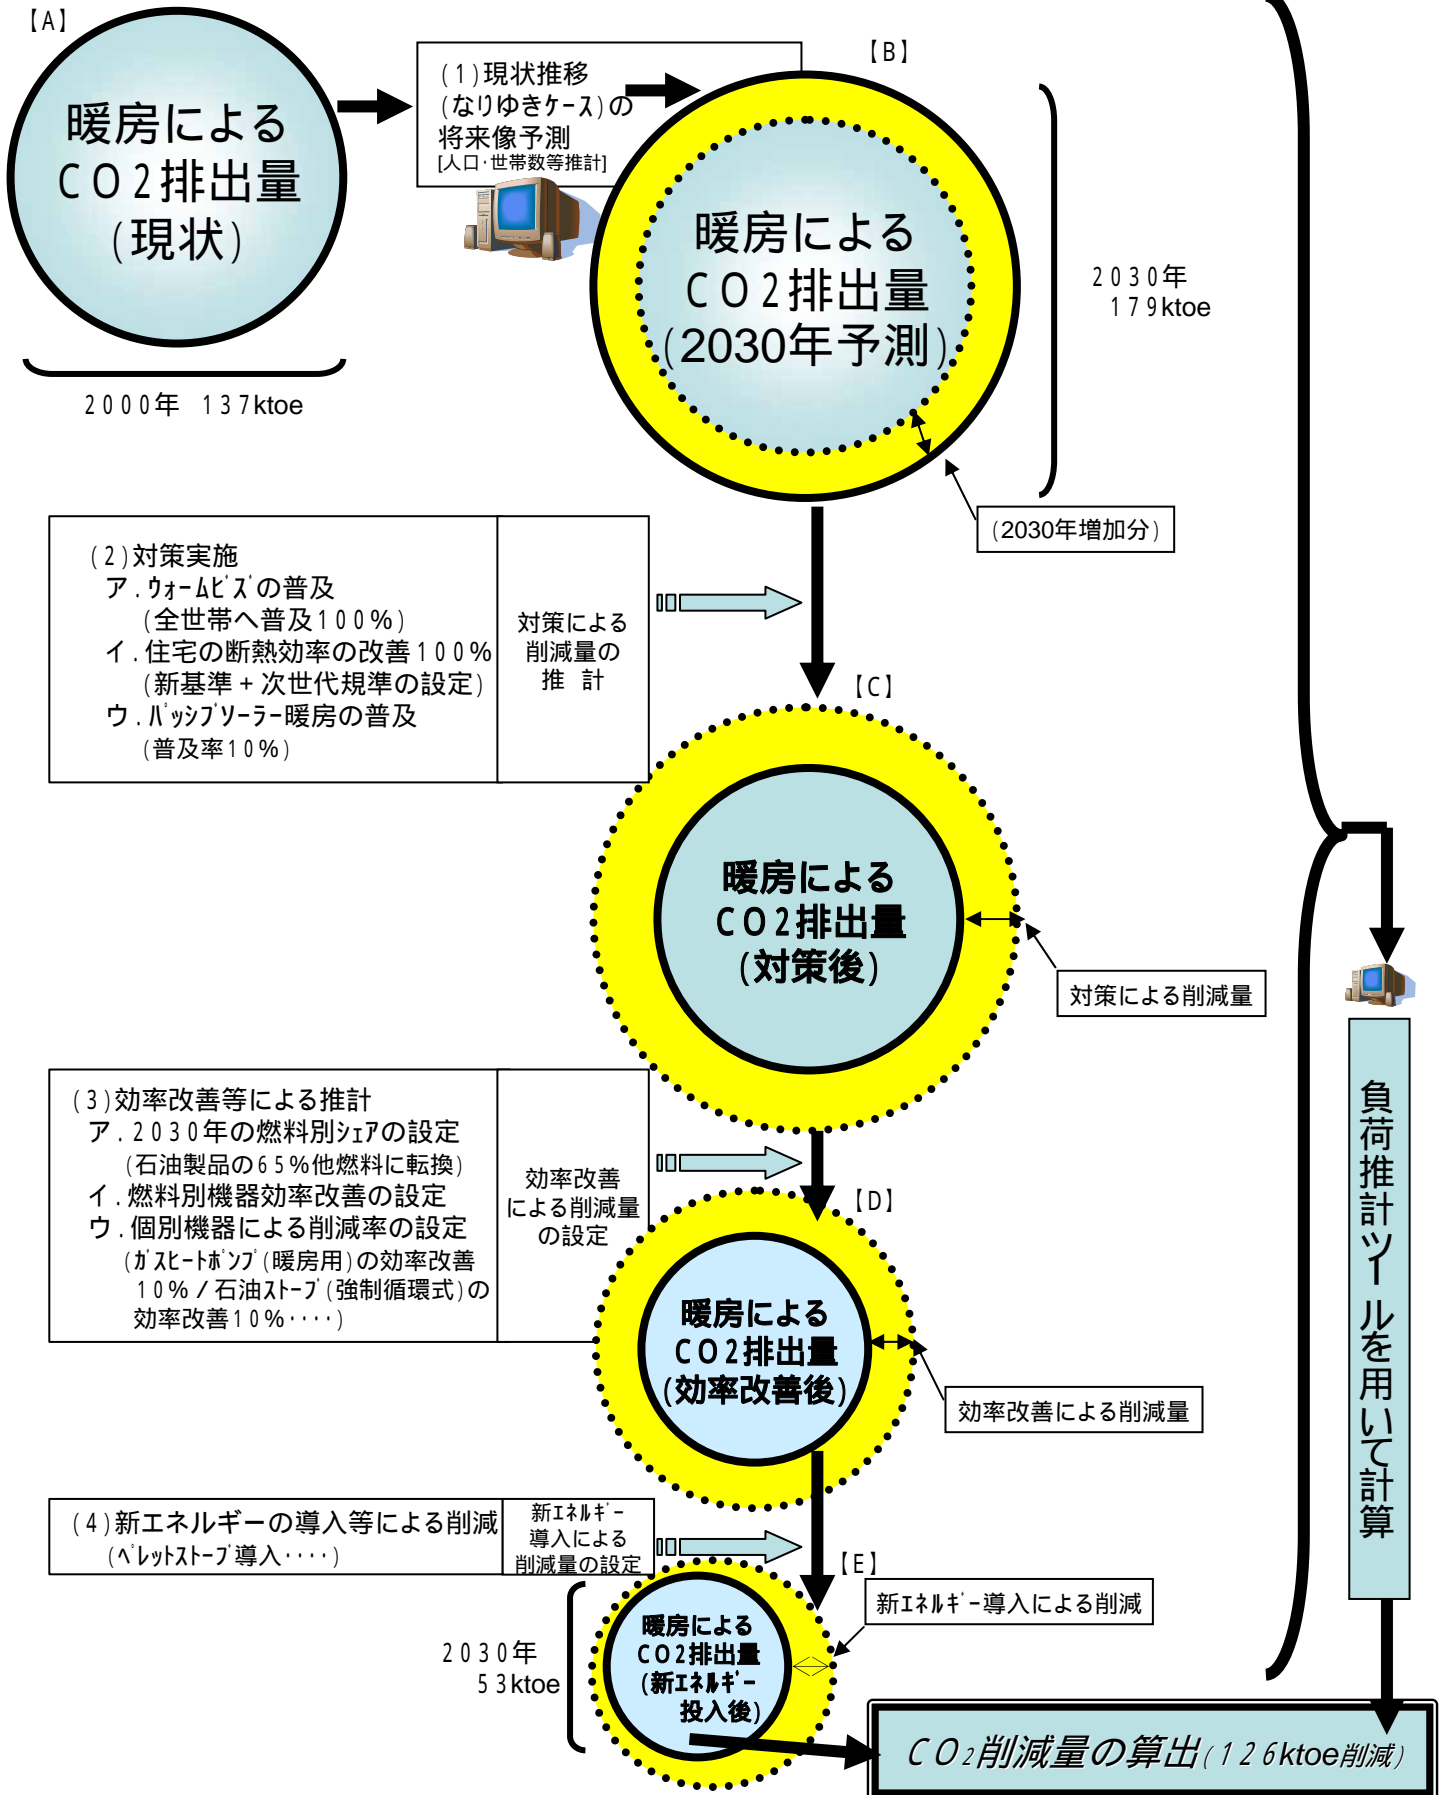 【A】
暖房による
CO2排出量
(現状)
2000年 137ktoe
(1)現状推移
(なりゆきケース)の
将来像予測
[人口・世帯数等推計]
【B】
暖房による
CO2排出量
(2030年予測)
2030年
179ktoe
(2030年増加分)
(2)対策実施
ア.ウォームビズの普及
(全世帯へ普及100%)
イ.住宅の断熱効率の改善100%
(新基準+次世代規準の設定)
ウ.パッシブソーラー暖房の普及
(普及率10%)
対策による
削減量の
推 計
【C】
暖房による
CO2排出量
(対策後)
対策による削減量
(3)効率改善等による推計
ア.2030年の燃料別シェアの設定
(石油製品の65%他燃料に転換)
イ.燃料別機器効率改善の設定
ウ.個別機器による削減率の設定
(ガスヒートポンプ(暖房用)の効率改善
10%/石油ストーブ(強制循環式)の
効率改善10%‥‥)
効率改善
による削減量
の設定
【D】
暖房による
CO2排出量
(効率改善後)
効率改善による削減量
(4)新エネルギーの導入等による削減
(ペレットストーブ導入‥‥)
新エネルギー
導入による
削減量の設定
【E】
暖房による
CO2排出量
(新エネルギー
投入後)
新エネルギー導入による削減
2030年
53ktoe
負荷推計ツールを用いて計算
CO₂削減量の算出(126ktoe削減)